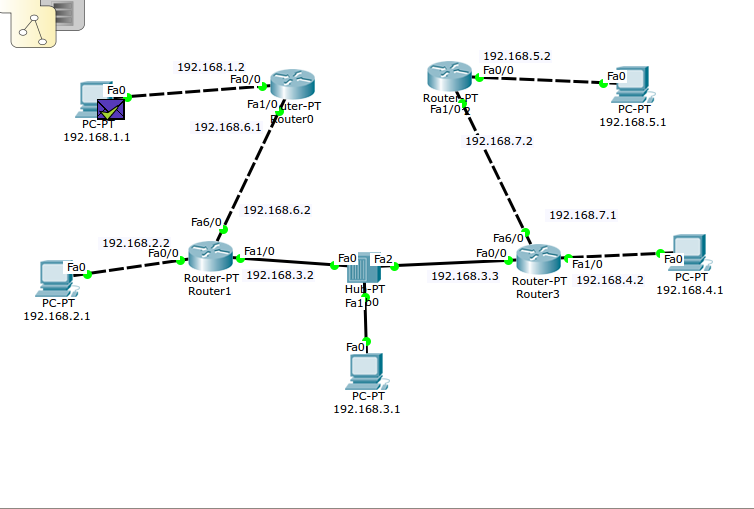 192.168.1.2
Fa0/0
Fa0
Fa1/0
uter-PT
Router0
PC-PT
192.168.1.1
192.168.6.1
192.168.5.2
Fa0/0
Fa0
Fa1/0
PC-PT
192.168.5.1
192.168.7.2
192.168.6.2
Fa6/0
192.168.7.1
Fa6/0
192.168.2.2
Fa0/0
Fa0
Fa1/0
Router-PT
Router1
PC-PT
192.168.2.1
192.168.3.2
Fa0
Fa2
Fa1
192.168.3.3
Fa0/0
Fa1/0
Router-PT
Router3
192.168.4.2
Fa0
PC-PT
192.168.4.1
Fa0
PC-PT
192.168.3.1